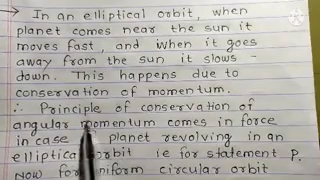 → In an elliptical orbit, when
planet comes near the sun it
moves fast, and when it goes
away from the sun it slows -
down. This happens due to
conservation of momentum.
∴ Principle of conservation of
angular momentum comes in force
in case planet revolving in an
elliptical orbit ie for statement P.
Now for uniform circular orbit